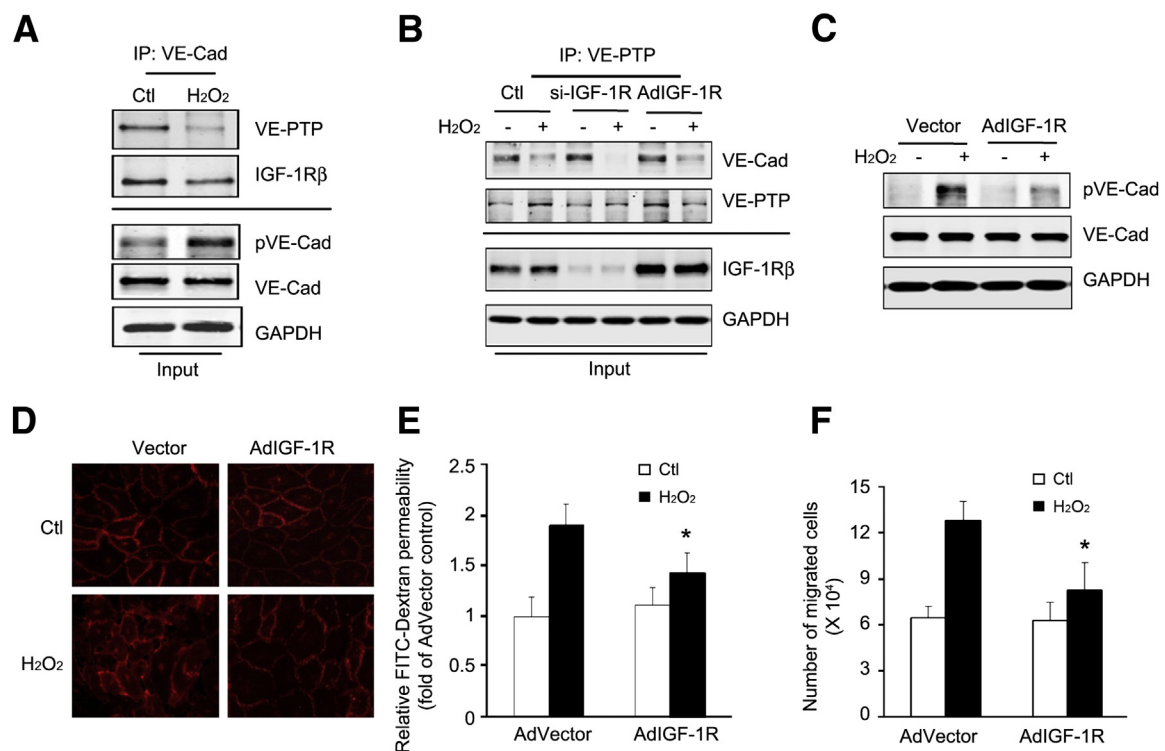 A
IP: VE-Cad
Ctl H₂O₂
VE-PTP
IGF-1Rβ
pVE-Cad
VE-Cad
GAPDH
Input
B
IP: VE-PTP
Ctl si-IGF-1R AdIGF-1R
H₂O₂ - + - + - +
VE-Cad
VE-PTP
IGF-1Rβ
GAPDH
Input
C
Vector AdIGF-1R
H₂O₂ - + - +
pVE-Cad
VE-Cad
GAPDH
D
Vector AdIGF-1R
Ctl
H₂O₂
E
Relative FITC-Dextran permeability
(fold of AdVector control)
2.5
2
1.5
1
0.5
0
Ctl
H₂O₂
*
AdVector AdIGF-1R
F
Number of migrated cells
(X 10⁴)
15
12
9
6
3
0
Ctl
H₂O₂
*
AdVector AdIGF-1R